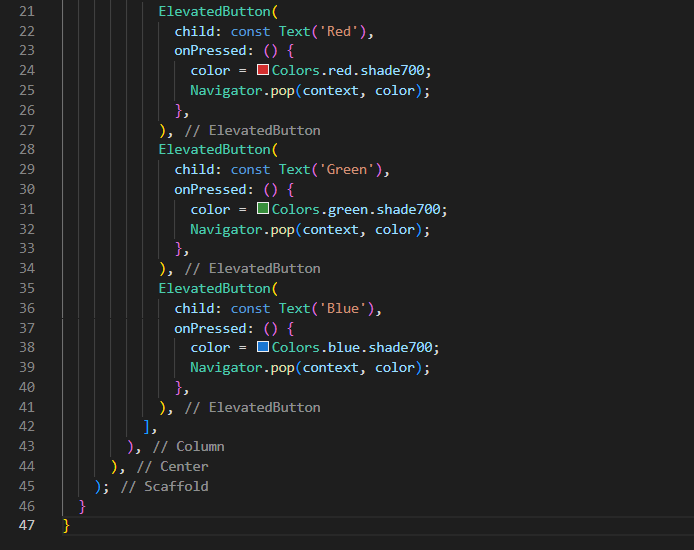 21 ElevatedButton(
22 child: const Text('Red'),
23 onPressed: () {
24 color = Colors.red.shade700;
25 Navigator.pop(context, color);
26 },
27 ), // ElevatedButton
28 ElevatedButton(
29 child: const Text('Green'),
30 onPressed: () {
31 color = Colors.green.shade700;
32 Navigator.pop(context, color);
33 },
34 ), // ElevatedButton
35 ElevatedButton(
36 child: const Text('Blue'),
37 onPressed: () {
38 color = Colors.blue.shade700;
39 Navigator.pop(context, color);
40 },
41 ), // ElevatedButton
42 ],
43 ), // Column
44 ), // Center
45 ); // Scaffold
46 }
47 }